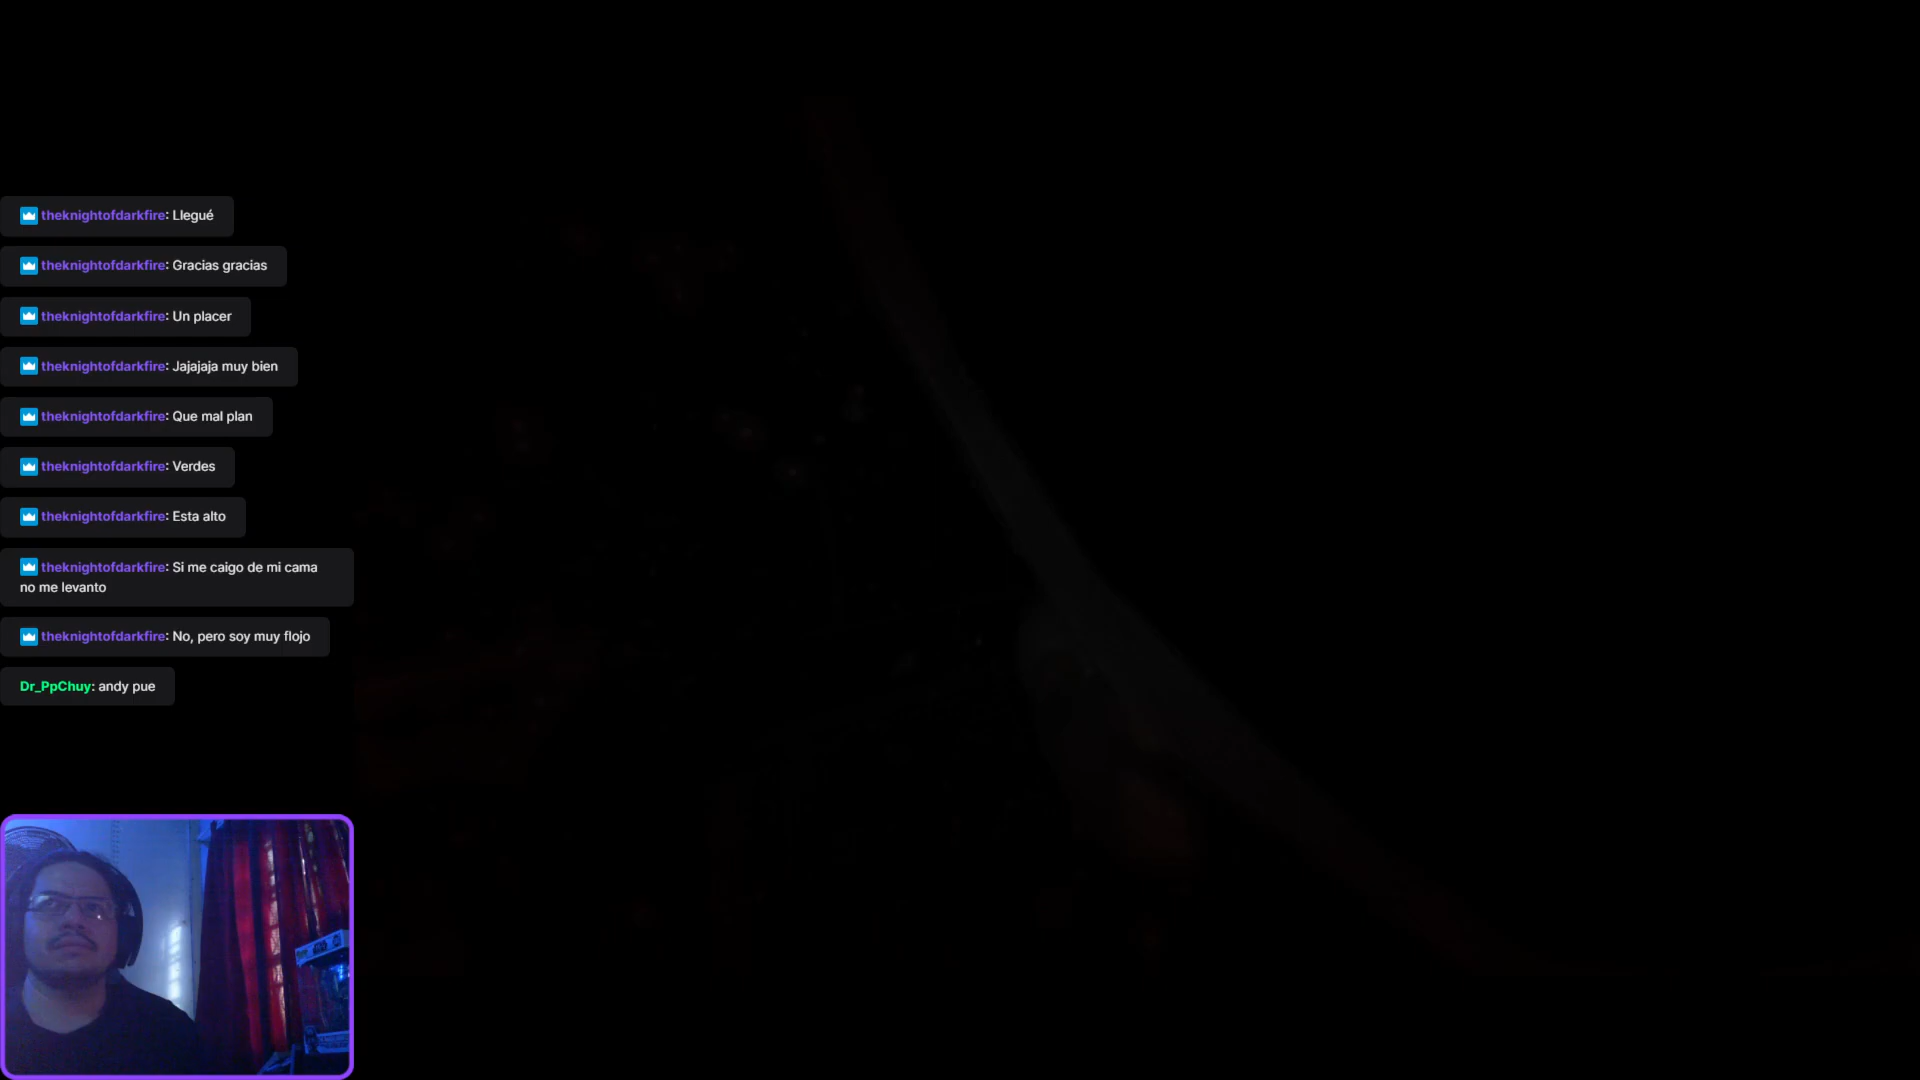 theknightofdarkfire: Llegué
theknightofdarkfire: Gracias gracias
theknightofdarkfire: Un placer
theknightofdarkfire: Jajajaja muy bien
theknightofdarkfire: Que mal plan
theknightofdarkfire: Verdes
theknightofdarkfire: Esta alto
theknightofdarkfire: Si me caigo de mi cama
no me levanto
theknightofdarkfire: No, pero soy muy flojo
Dr_PpChuy: andy pue